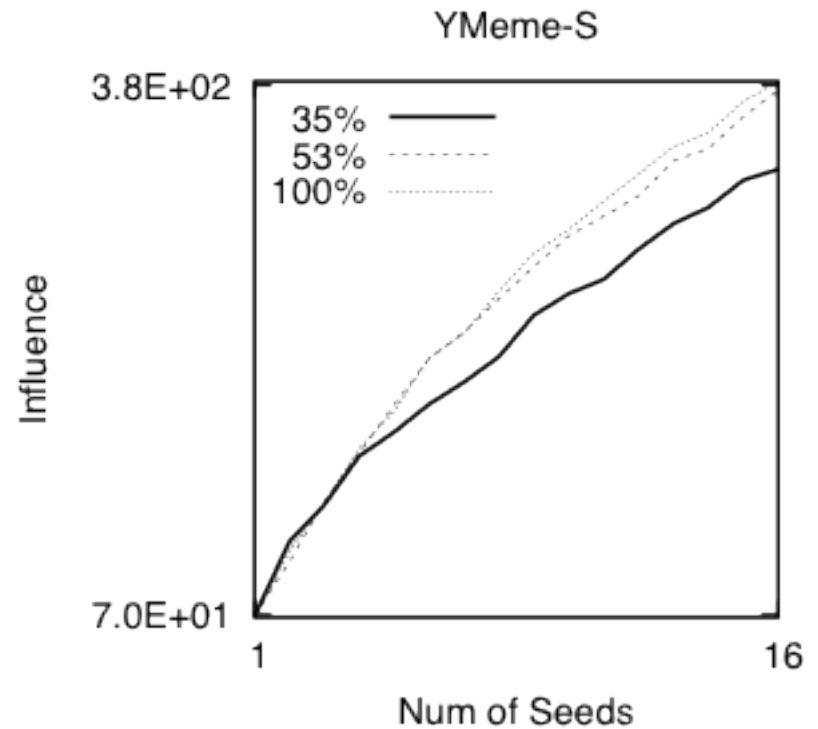 YMeme-S
3.8E+02
35%
53%
100%
Influence
7.0E+01
1 16
Num of Seeds